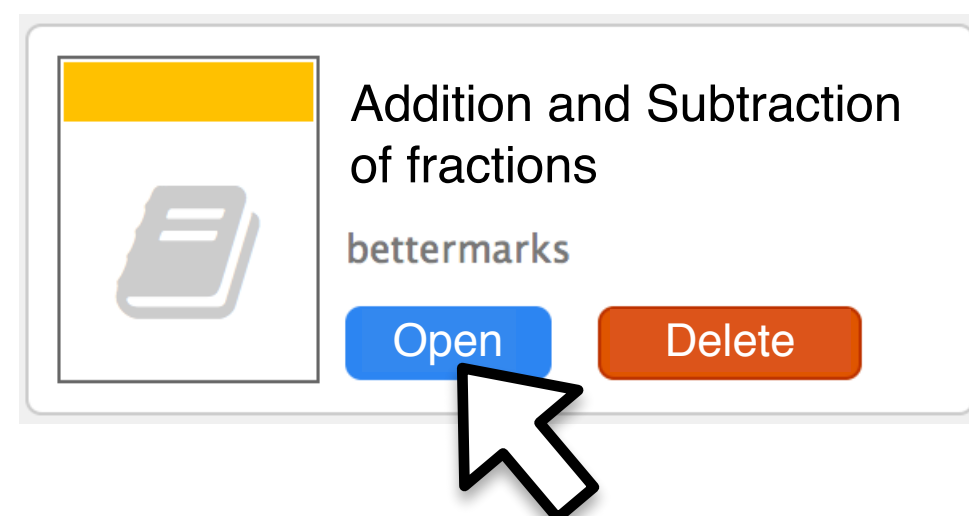 Addition and Subtraction
of fractions
bettermarks
Open Delete